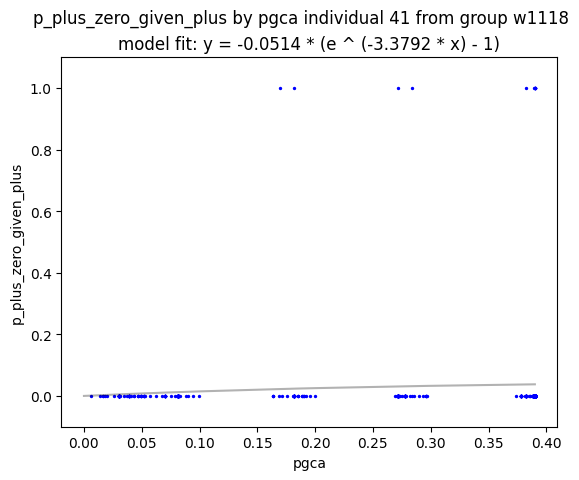 p_plus_zero_given_plus by pgca individual 41 from group w1118
model fit: y = -0.0514 * (e ^ (-3.3792 * x) - 1)
1.0
0.8
0.6
0.4
0.2
0.0
p_plus_zero_given_plus
0.00 0.05 0.10 0.15 0.20 0.25 0.30 0.35 0.40
pgca